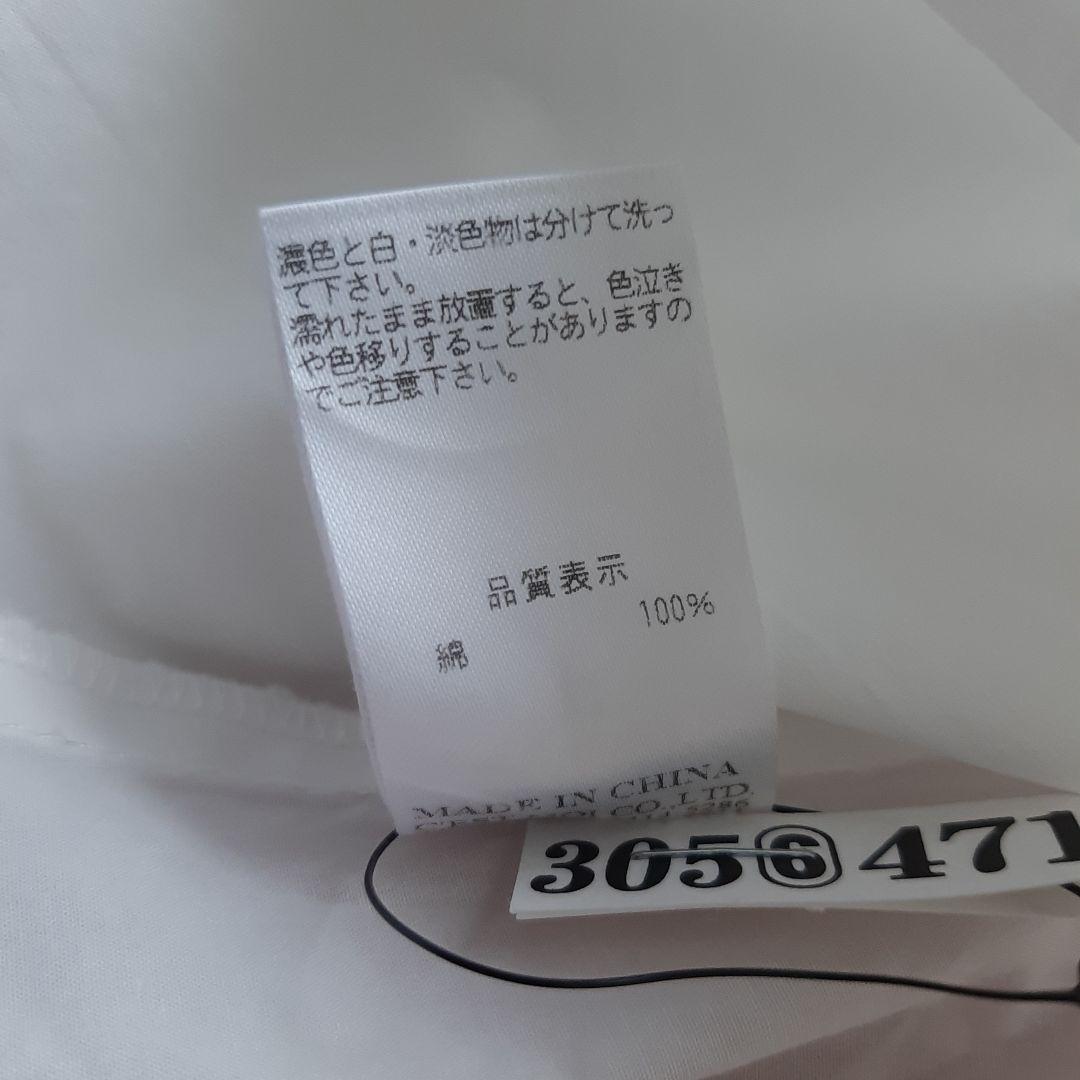 濃色と白・淡色物は分けて洗っ
て下さい。
濡れたまま放置すると、色泣き
や色移りすることがありますの
でご注意下さい。
品質表示
綿 100%
MADE IN CHINA
CO.,LTD.
3056471